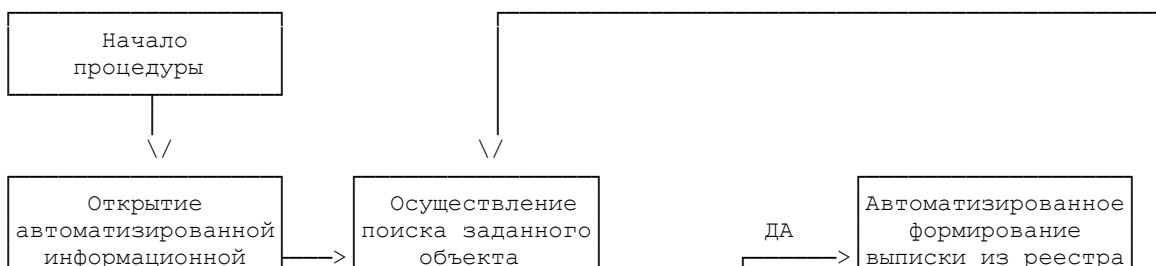 Начало
процедуры
Открытие
автоматизированной
информационной
Осуществление
поиска заданного
объекта
ДА
Автоматизированное
формирование
выписки из реестра